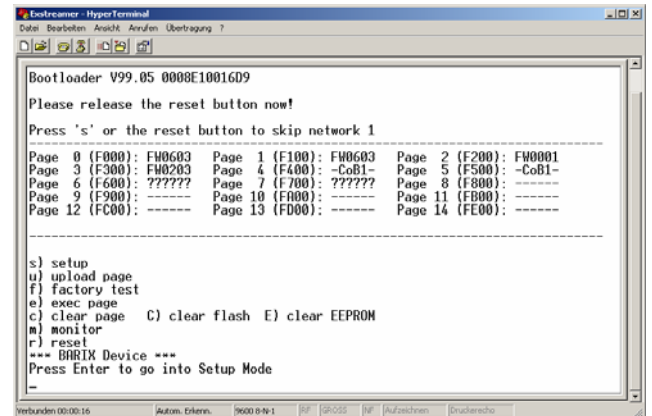 Exstreamer - HyperTerminal
Datei Bearbeiten Ansicht Anrufen Übertragung ?
Bootloader V99.05 0008E10016D9
Please release the reset button now!
Press 's' or the reset button to skip network 1
Page 0 (F000): FW0603 Page 1 (F100): FW0603 Page 2 (F200): FW0001
Page 3 (F300): FW0203 Page 4 (F400): -CoB1- Page 5 (F500): -CoB1-
Page 6 (F600): ?????? Page 7 (F700): ?????? Page 8 (F800): ------
Page 9 (F900): ------ Page 10 (FA00): ------ Page 11 (FB00): ------
Page 12 (FC00): ------ Page 13 (FD00): ------ Page 14 (FE00): ------
s) setup
u) upload page
f) factory test
e) exec page
c) clear page C) clear flash E) clear EEPROM
m) monitor
r) reset
*** BARIX Device ***
Press Enter to go into Setup Mode
_
Verbunden 00:00:16 Autom. Erkenn. 9600 8-N-1 RF GROSS NF Aufzeichnen Druckerecho